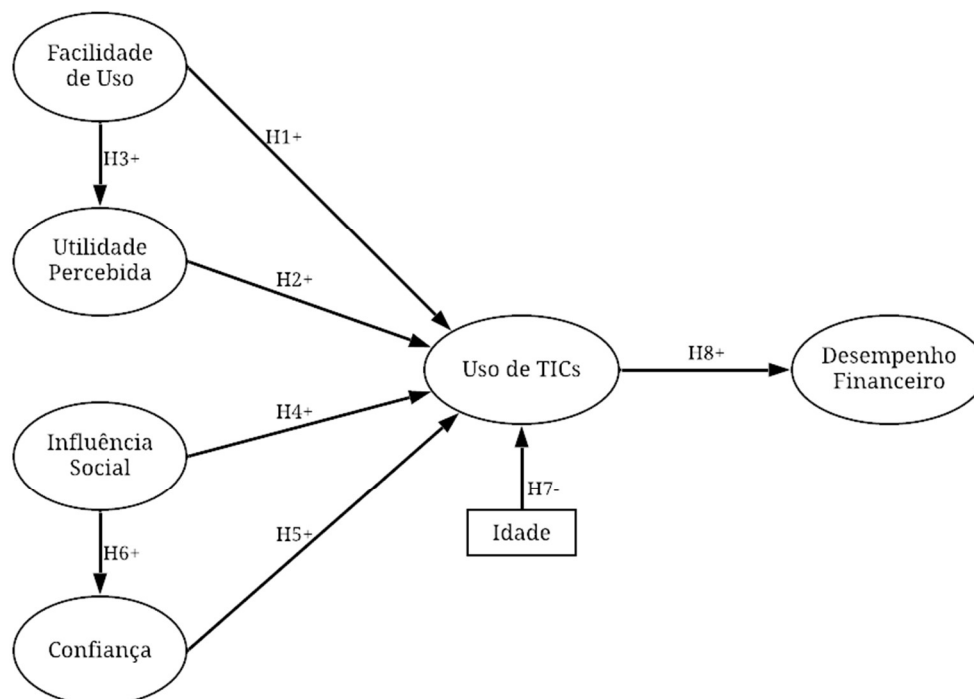 Facilidade
de Uso
H1+
H3+
Utilidade
Percebida
H2+
Uso de TICs
H8+
Desempenho
Financeiro
H4+
Influência
Social
H7-
H5+
Idade
H6+
Confiança